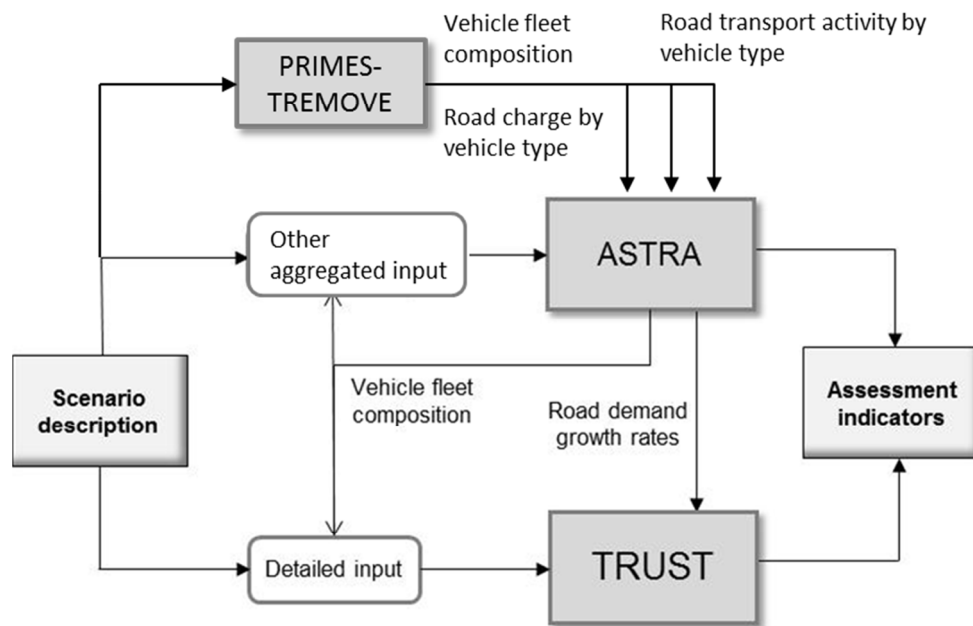 Vehicle fleet
composition
Road transport activity by
vehicle type
PRIMES-
TREMOVE
Road charge by
vehicle type
Other
aggregated input
ASTRA
Scenario
description
Vehicle fleet
composition
Road demand
growth rates
Assessment
indicators
Detailed input
TRUST